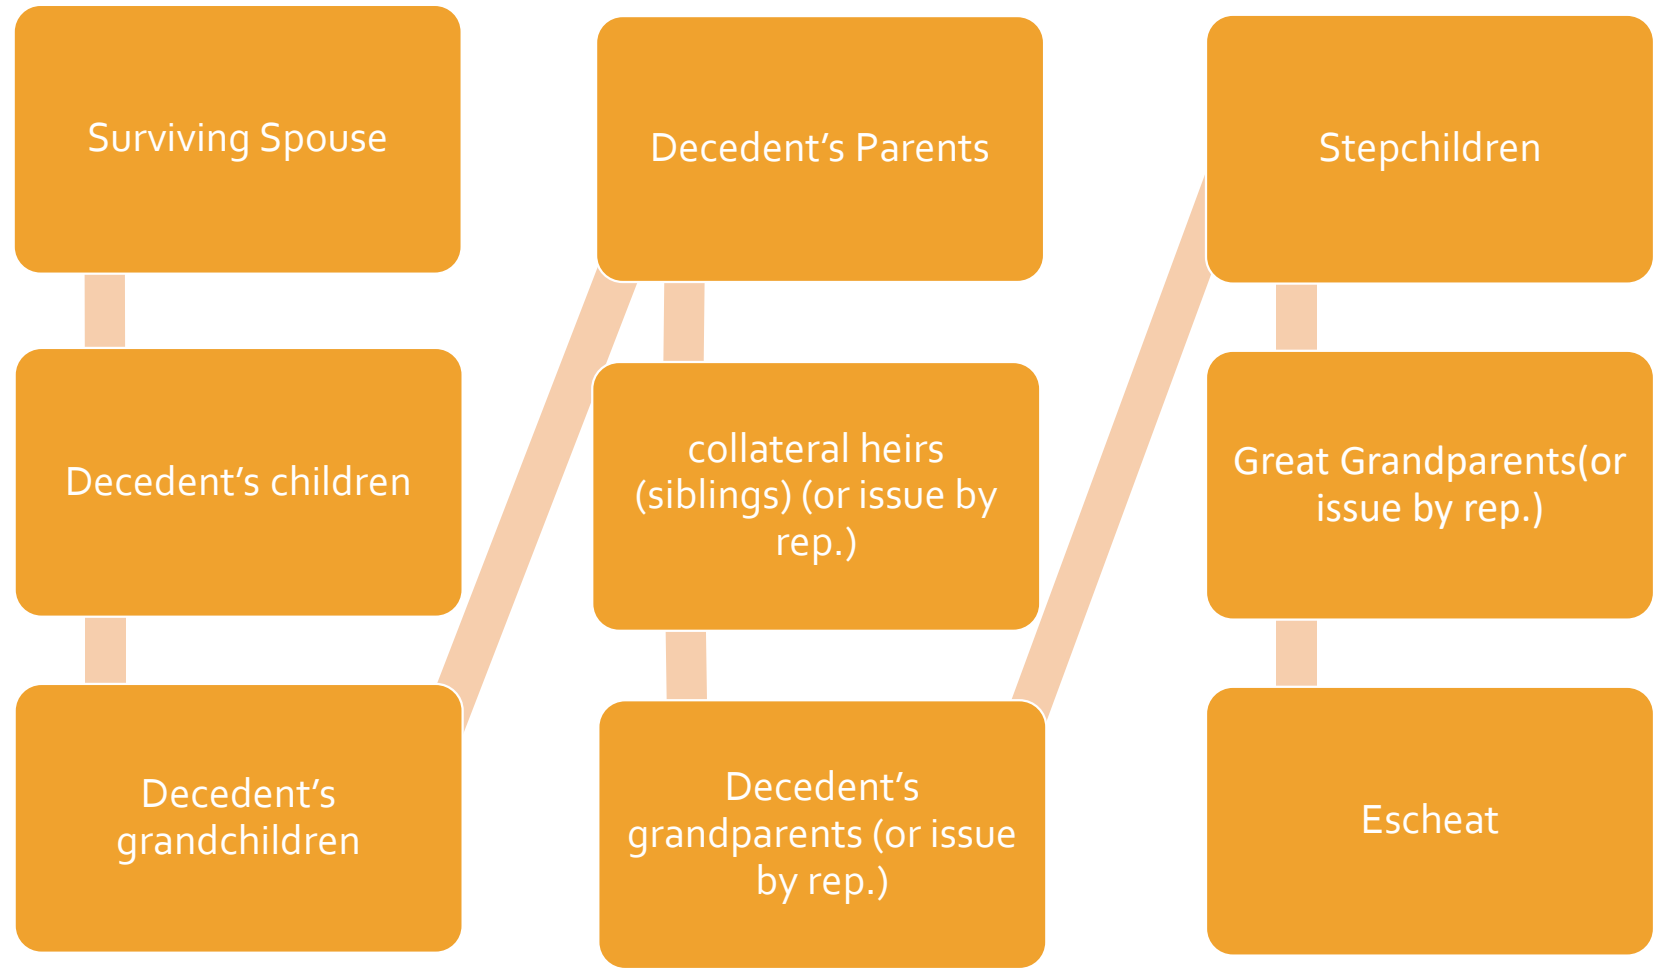 Surviving Spouse
Decedent’s children
Decedent’s
grandchildren
Decedent’s Parents
collateral heirs
(siblings) (or issue by
rep.)
Decedent’s
grandparents (or issue
by rep.)
Stepchildren
Great Grandparents(or
issue by rep.)
Escheat